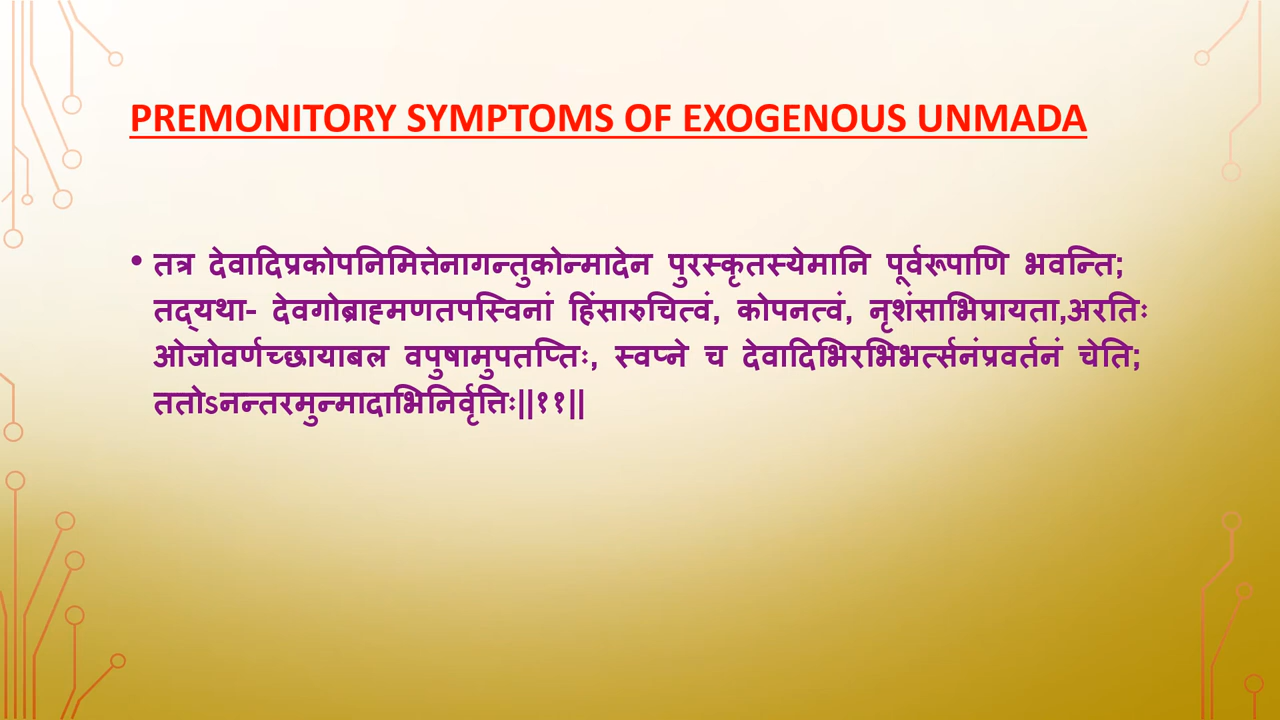 PREMONITORY SYMPTOMS OF EXOGENOUS UNMADA
• तत्र देवादिप्रकोपनिमित्तेनागन्तुकोन्मादेन पुरस्कृतस्येमानि पूर्वरूपाणि भवन्ति;
तद्यथा- देवगोब्राह्मणतपस्विनां हिंसारुचित्वं, कोपनत्वं, नृशंसाभिप्रायता,अरतिः
ओजोवर्णच्छायाबल वपुषामुपतप्तिः, स्वप्ने च देवादिभिरभिभर्त्सनंप्रवर्तनं चेति;
ततोऽनन्तरमुन्मादाभिनिर्वृत्तिः||११||